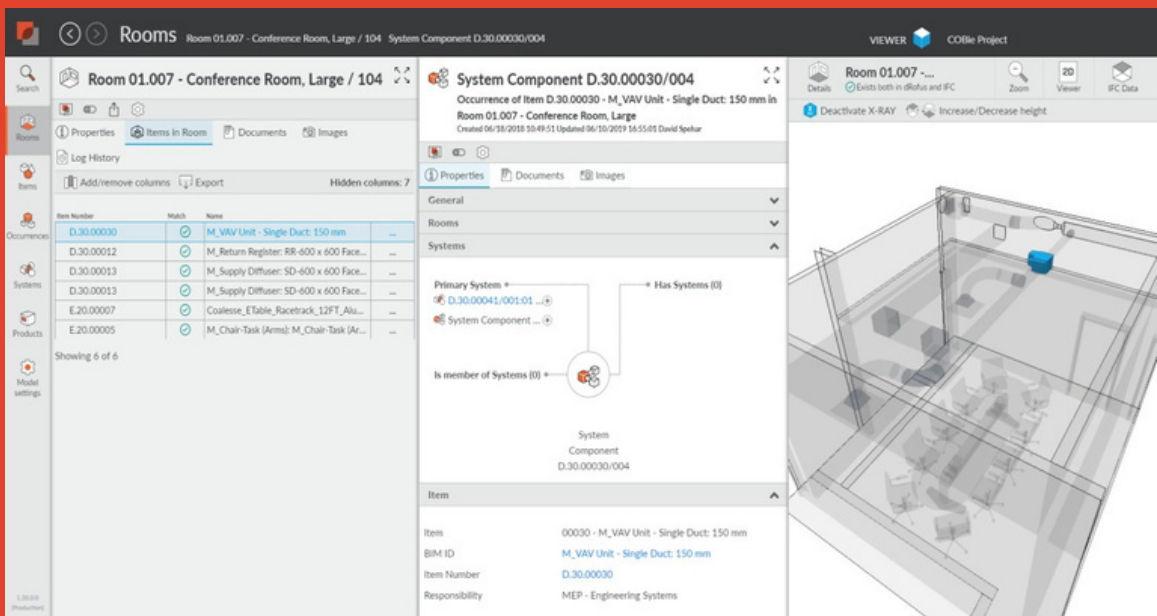 Rooms Room 01.007 - Conference Room, Large / 104 System Component D.30.00030/004
VIEWER COBie Project
Search
Rooms
Items
Occurrences
Systems
Products
Model
settings
1.20.0.0
(Production)
Room 01.007 - Conference Room, Large / 104
Properties Items in Room Documents Images
Log History
Add/remove columns Export Hidden columns: 7
Item Number Match Name
D.30.00030 M_VAV Unit - Single Duct: 150 mm ...
D.30.00012 M_Return Register: RR-600 x 600 Face... ...
D.30.00013 M_Supply Diffuser: SD-600 x 600 Face... ...
D.30.00013 M_Supply Diffuser: SD-600 x 600 Face... ...
E.20.00007 Coalesse_ETable_Racetrack_12FT_Alu... ...
E.20.00005 M_Chair-Task (Arms): M_Chair-Task (Ar... ...
Showing 6 of 6
System Component D.30.00030/004
Occurrence of Item D.30.00030 - M_VAV Unit - Single Duct: 150 mm in
Room 01.007 - Conference Room, Large
Created 06/18/2018 10:49:51 Updated 06/10/2019 16:55:01 David Spehar
Properties Documents Images
General
Rooms
Systems
Primary System Has Systems (0)
D.30.00041/001:01 ...
System Component ...
Is member of Systems (0)
System
Component
D.30.00030/004
Item
Item 00030 - M_VAV Unit - Single Duct: 150 mm
BIM ID M_VAV Unit - Single Duct: 150 mm
Item Number D.30.00030
Responsibility MEP - Engineering Systems
Room 01.007 -...
Exists both in dRofus and IFC
Details Zoom 2D Viewer IFC Data
Deactivate X-RAY Increase/Decrease height